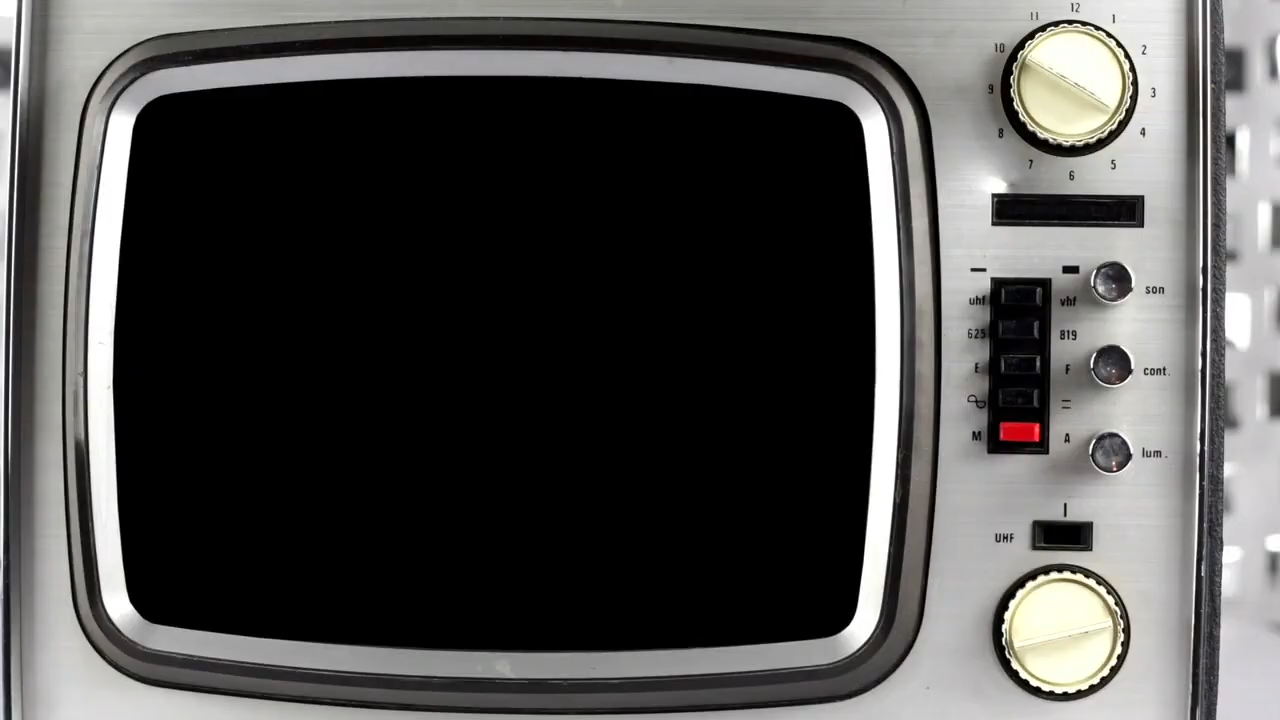 12
11 1
10 2
9 3
8 4
7 5
6
son
uhf vhf
625 819
E F
cont.
M A
lum.
UHF